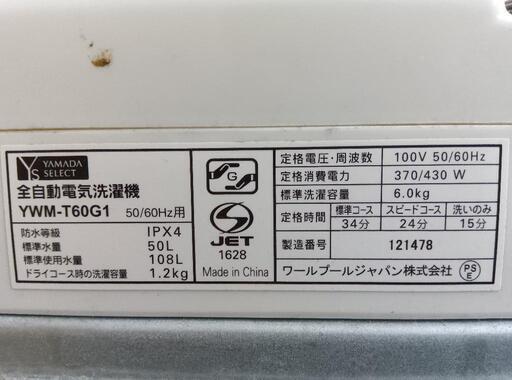 YAMADA
SELECT
全自動電気洗濯機
YWM-T60G1 50/60Hz用
防水等級 IPX4
標準水量 50L
標準使用水量 108L
ドライコース時の洗濯容量 1.2kg
G
S
JET
1628
Made in China
定格電圧・周波数 100V 50/60Hz
定格消費電力 370/430 W
標準洗濯容量 6.0kg
定格時間 標準コース スピードコース 洗いのみ
34分 24分 15分
製造番号 121478
ワールプールジャパン株式会社
PS
E